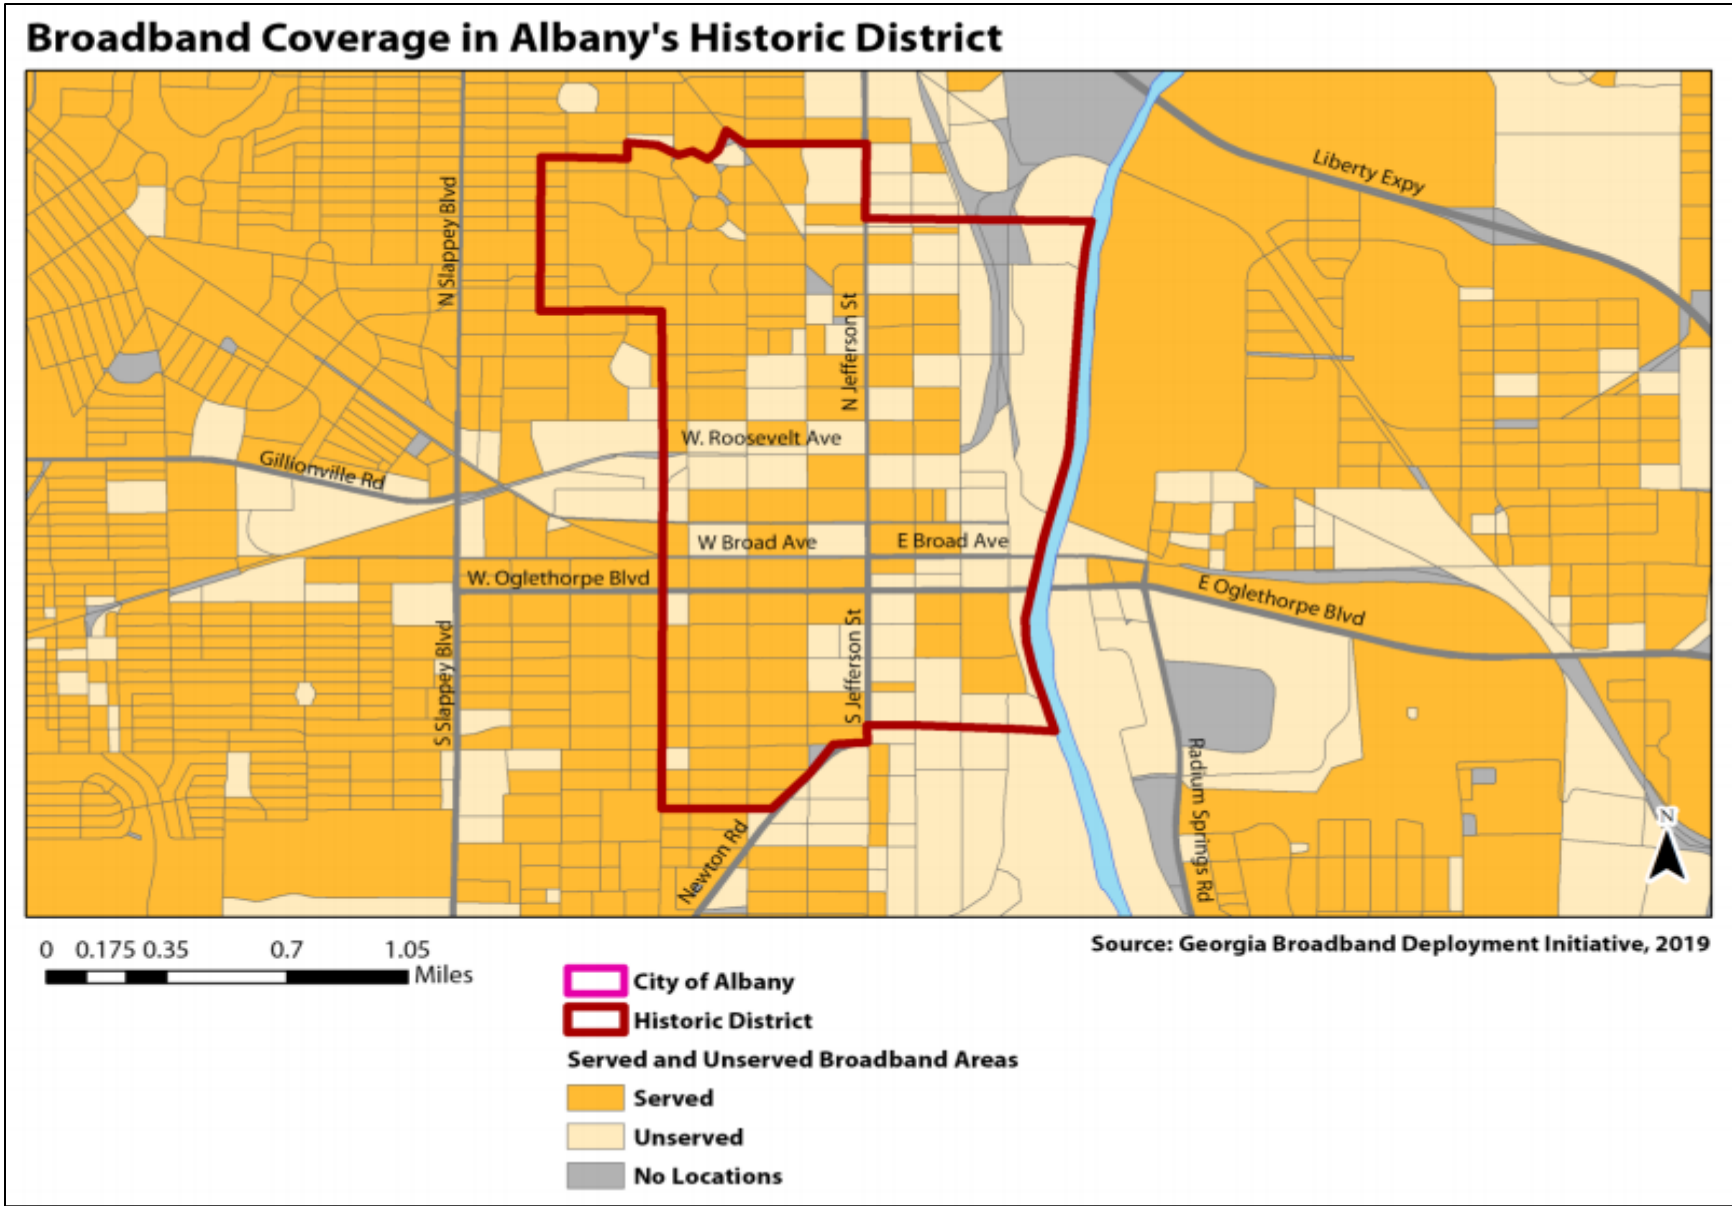 Broadband Coverage in Albany's Historic District
Liberty Expy
N Slappey Blvd
N Jefferson St
W. Roosevelt Ave
Gillionville Rd
W Broad Ave
E Broad Ave
W. Oglethorpe Blvd
E Oglethorpe Blvd
S Slappey Blvd
S Jefferson St
Radium Springs Rd
Newton Rd
N
0 0.175 0.35 0.7 1.05
Miles
Source: Georgia Broadband Deployment Initiative, 2019
City of Albany
Historic District
Served and Unserved Broadband Areas
Served
Unserved
No Locations